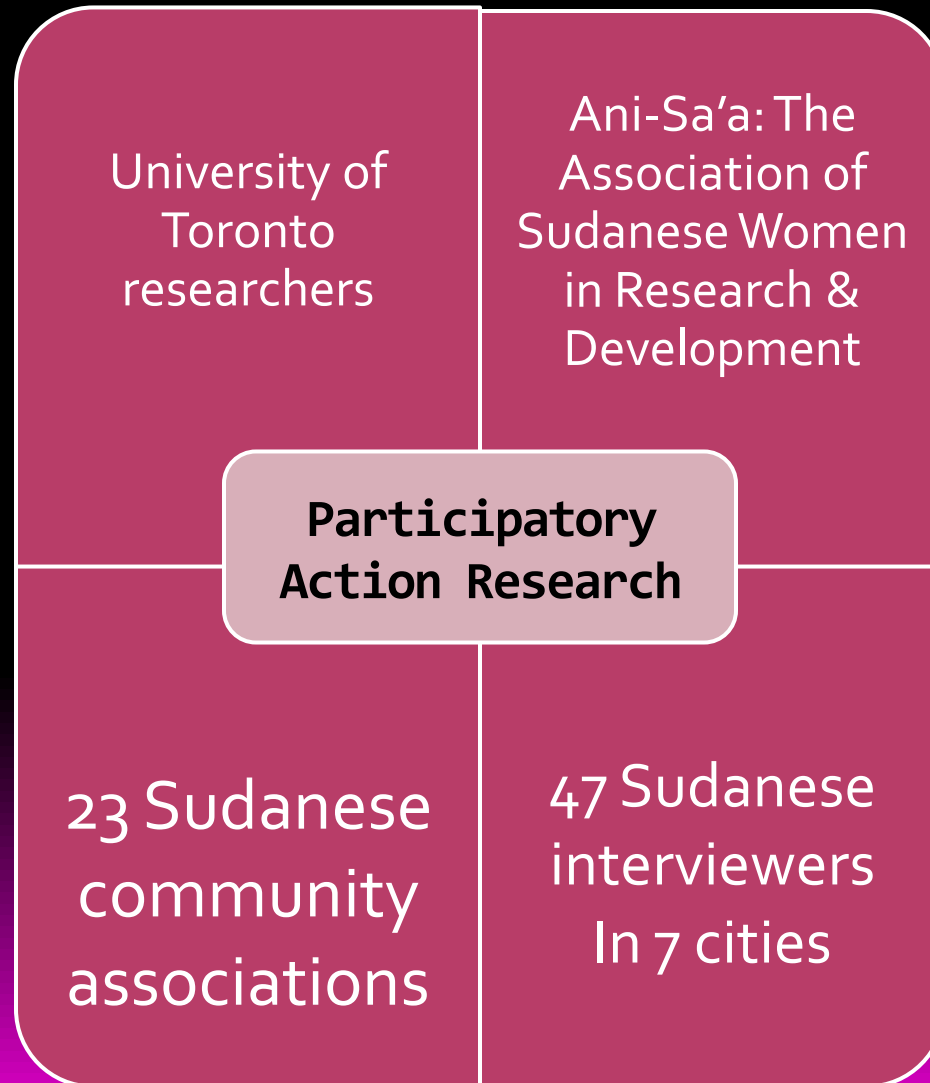 University of
Toronto
researchers
Ani-Sa’a: The
Association of
Sudanese Women
in Research &
Development
Participatory
Action Research
23 Sudanese
community
associations
47 Sudanese
interviewers
In 7 cities